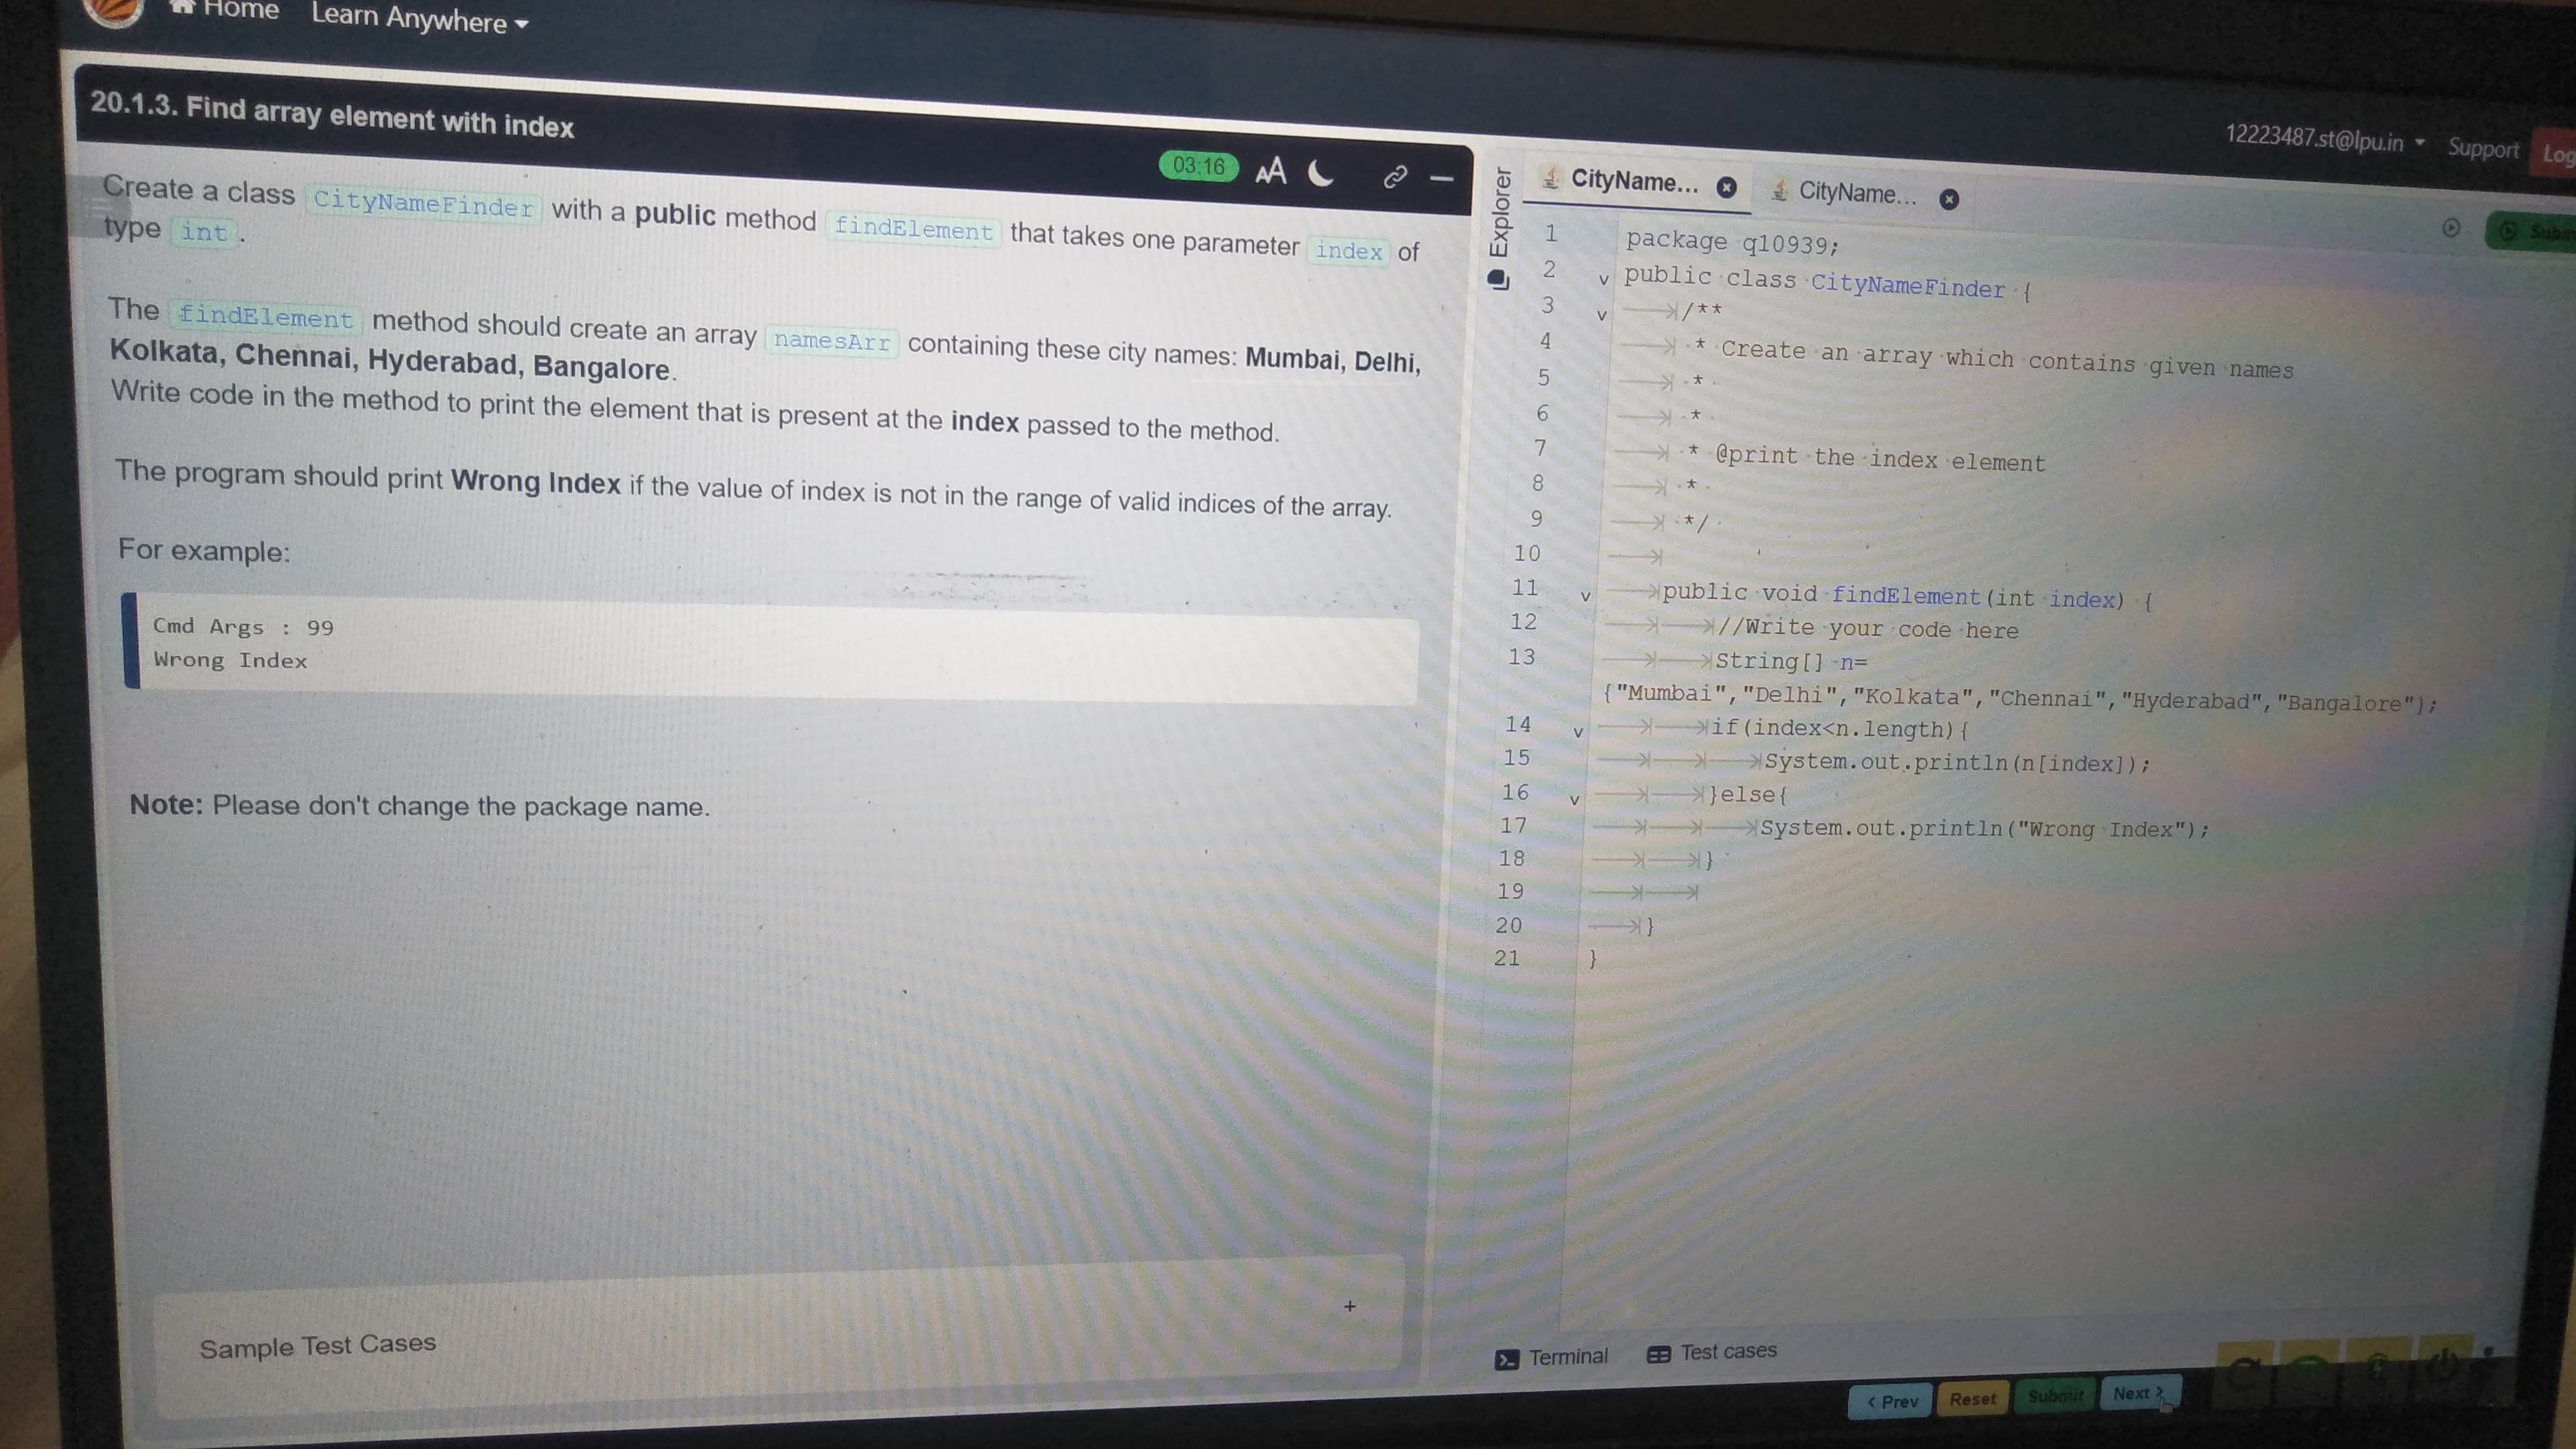 Home Learn Anywhere
12223487.st@lpu.in Support
20.1.3. Find array element with index
03:16 AA
Create a class CityNameFinder with a public method findElement that takes one parameter index of
type int.
The findElement method should create an array namesArr containing these city names: Mumbai, Delhi,
Kolkata, Chennai, Hyderabad, Bangalore.
Write code in the method to print the element that is present at the index passed to the method.
The program should print Wrong Index if the value of index is not in the range of valid indices of the array.
For example:
Cmd Args : 99
Wrong Index
Note: Please don't change the package name.
Sample Test Cases +
Explorer
CityName... CityName...
1 package q10939;
2 public class CityNameFinder {
3 /**
4 * Create an array which contains given names
5 *
6 *
7 * @print the index element
8 *
9 */
10
11 public void findElement(int index) {
12 //Write your code here
13 String[] n=
{"Mumbai","Delhi","Kolkata","Chennai","Hyderabad","Bangalore"};
14 if(index<n.length){
15 System.out.println(n[index]);
16 }else{
17 System.out.println("Wrong Index");
18 }
19
20 }
21 }
Terminal Test cases
< Prev Reset Submit Next >